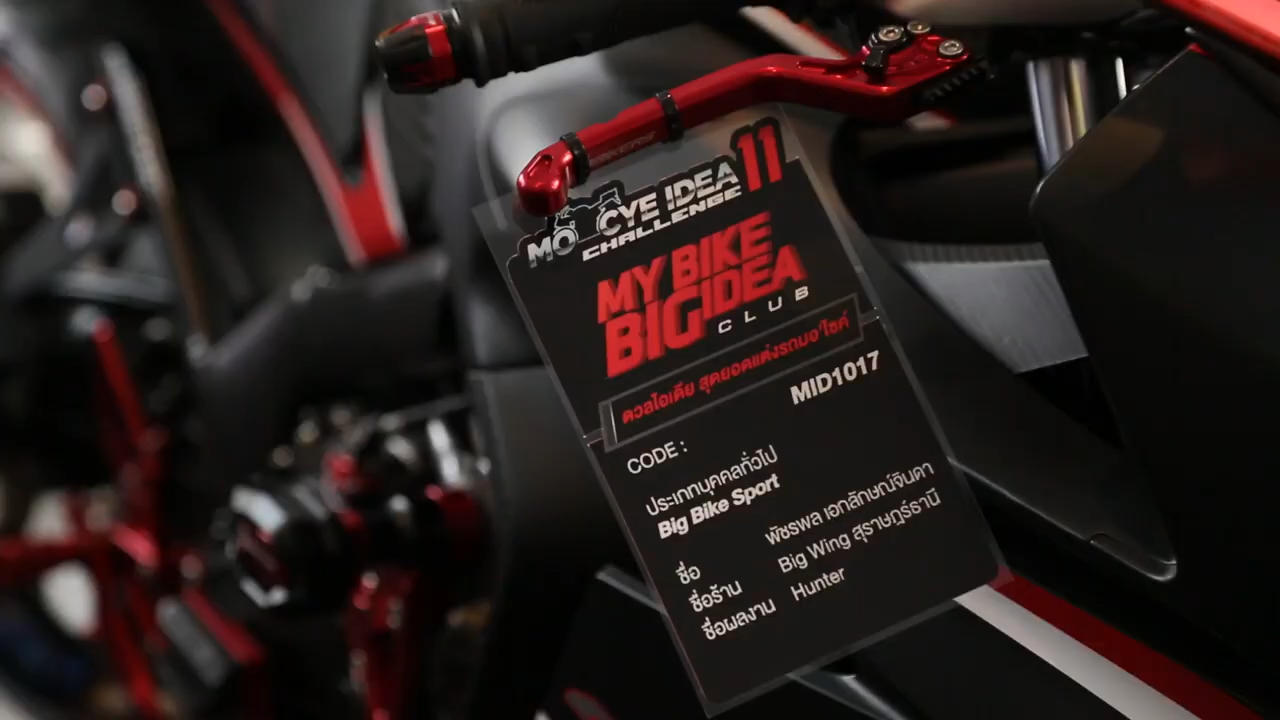 MOTOCYE IDEA 11
CHALLENGE
MY BIKE
BIG IDEA
CLUB
ดวลไอเดีย สุดยอดแต่งรถมอ'ไซค์
MID1017
CODE :
ประเภทบุคคลทั่วไป
Big Bike Sport
ชื่อ พัชรพล เอกลักษณ์จินดา
ชื่อร้าน Big Wing สุราษฎร์ธานี
ชื่อผลงาน Hunter